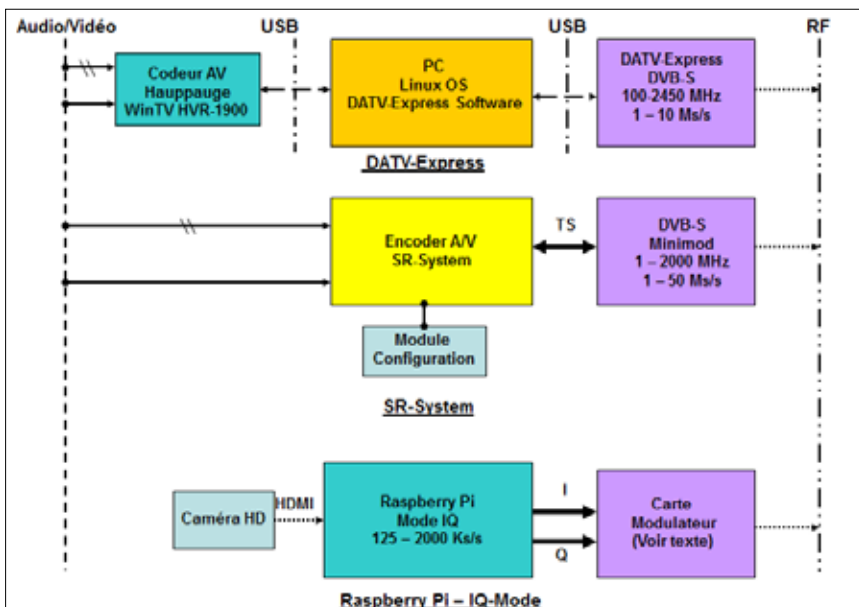 Audio/Vidéo USB USB RF
Codeur AV
Hauppauge
WinTV HVR-1900
PC
Linux OS
DATV-Express Software
DATV-Express
DVB-S
100-2450 MHz
1 – 10 Ms/s
DATV-Express
Encoder A/V
SR-System
TS
DVB-S
Minimod
1 – 2000 MHz
1 – 50 Ms/s
Module
Configuration
SR-System
Caméra HD
HDMI
Raspberry Pi
Mode IQ
125 – 2000 Ks/s
I
Q
Carte
Modulateur
(Voir texte)
Raspberry Pi – IQ-Mode